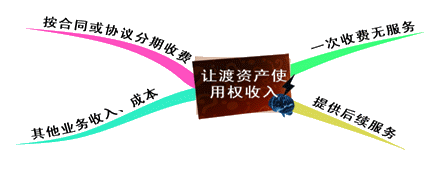 按合同或协议分期收费
一次收费无服务
让渡资产使
用权收入
其他业务收入、成本
提供后续服务